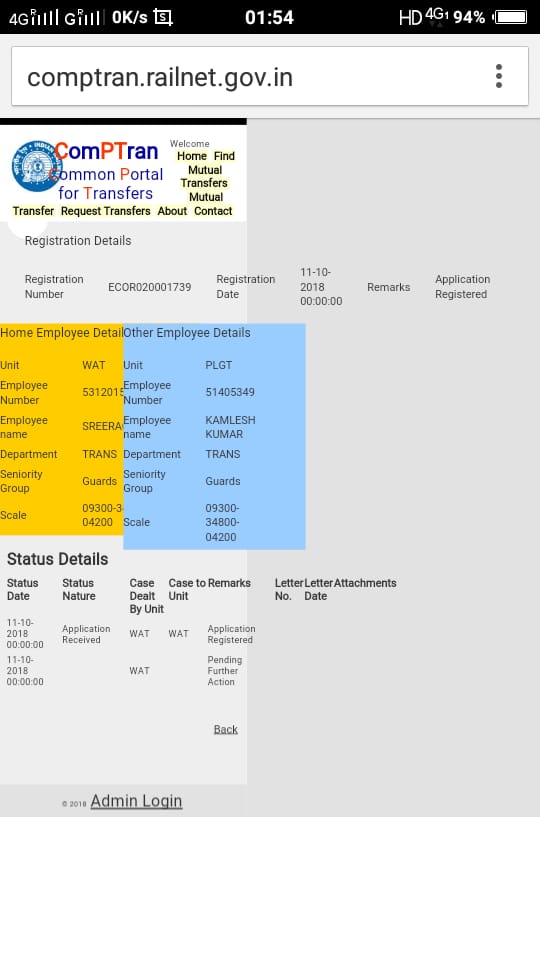 4G R G R 0K/s S 01:54 HD 4G 94%
comptran.railnet.gov.in
ComPTran
Common Portal
for Transfers
Welcome
Home Find
Mutual
Transfers
Mutual
Transfer Request Transfers About Contact
Registration Details
Registration
Number
ECOR020001739
Registration
Date
11-10-
2018
00:00:00
Remarks
Application
Registered
Home Employee Detail
Unit WAT
Employee
Number
5312015
Employee
name
SREERA
Department TRANS
Seniority
Group
Guards
Scale
09300-3
04200
Other Employee Details
Unit PLGT
Employee
Number
51405349
Employee
name
KAMLESH
KUMAR
Department TRANS
Seniority
Group
Guards
Scale
09300-
34800-
04200
Status Details
Status
Date
Status
Nature
Case
Dealt
By Unit
Case to
Unit
Remarks
Letter
No.
Letter
Date
Attachments
11-10-
2018
00:00:00
Application
Received
WAT
WAT
Application
Registered
11-10-
2018
00:00:00
WAT
Pending
Further
Action
Back
© 2018 Admin Login